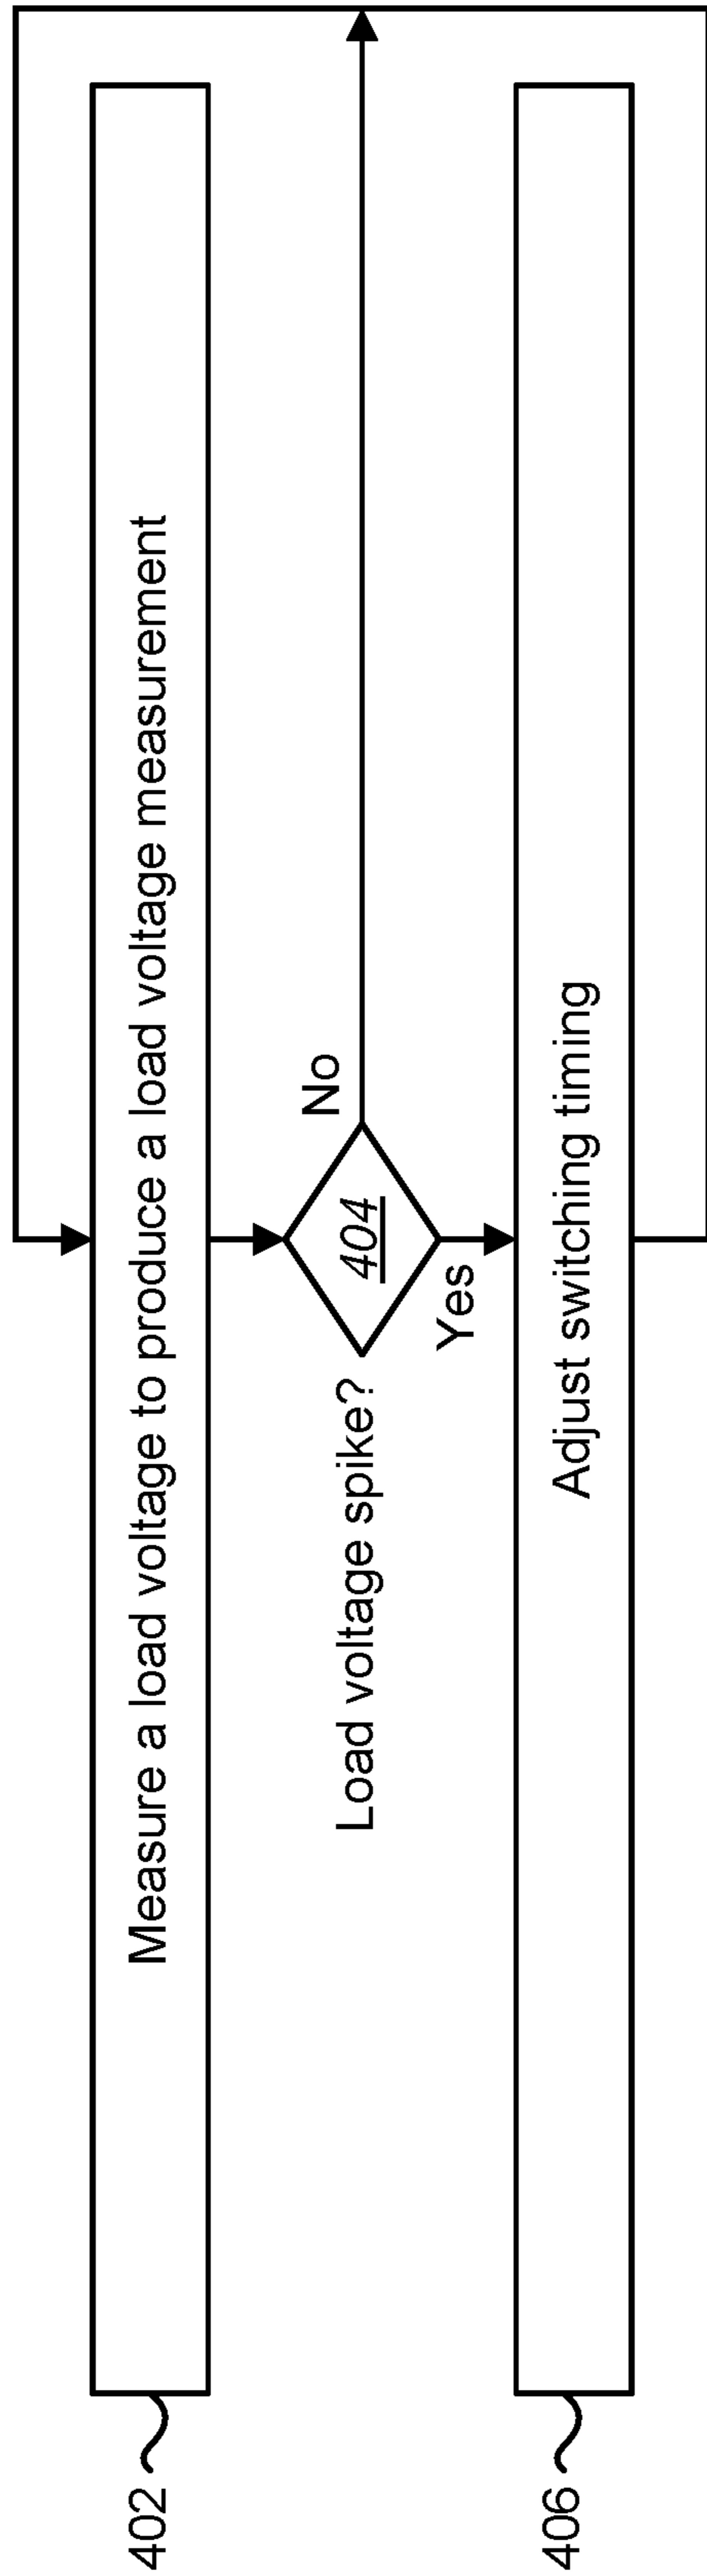 402
Measure a load voltage to produce a load voltage measurement
Load voltage spike?
404
No
Yes
406
Adjust switching timing